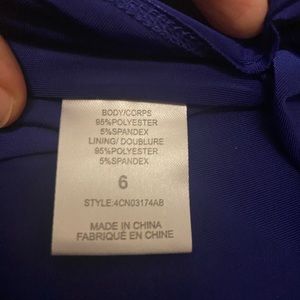 BODY/CORPS
95%POLYESTER
5%SPANDEX
LINING/ DOUBLURE
95%POLYESTER
5%SPANDEX
6
STYLE:4CN03174AB
MADE IN CHINA
FABRIQUÉ EN CHINE